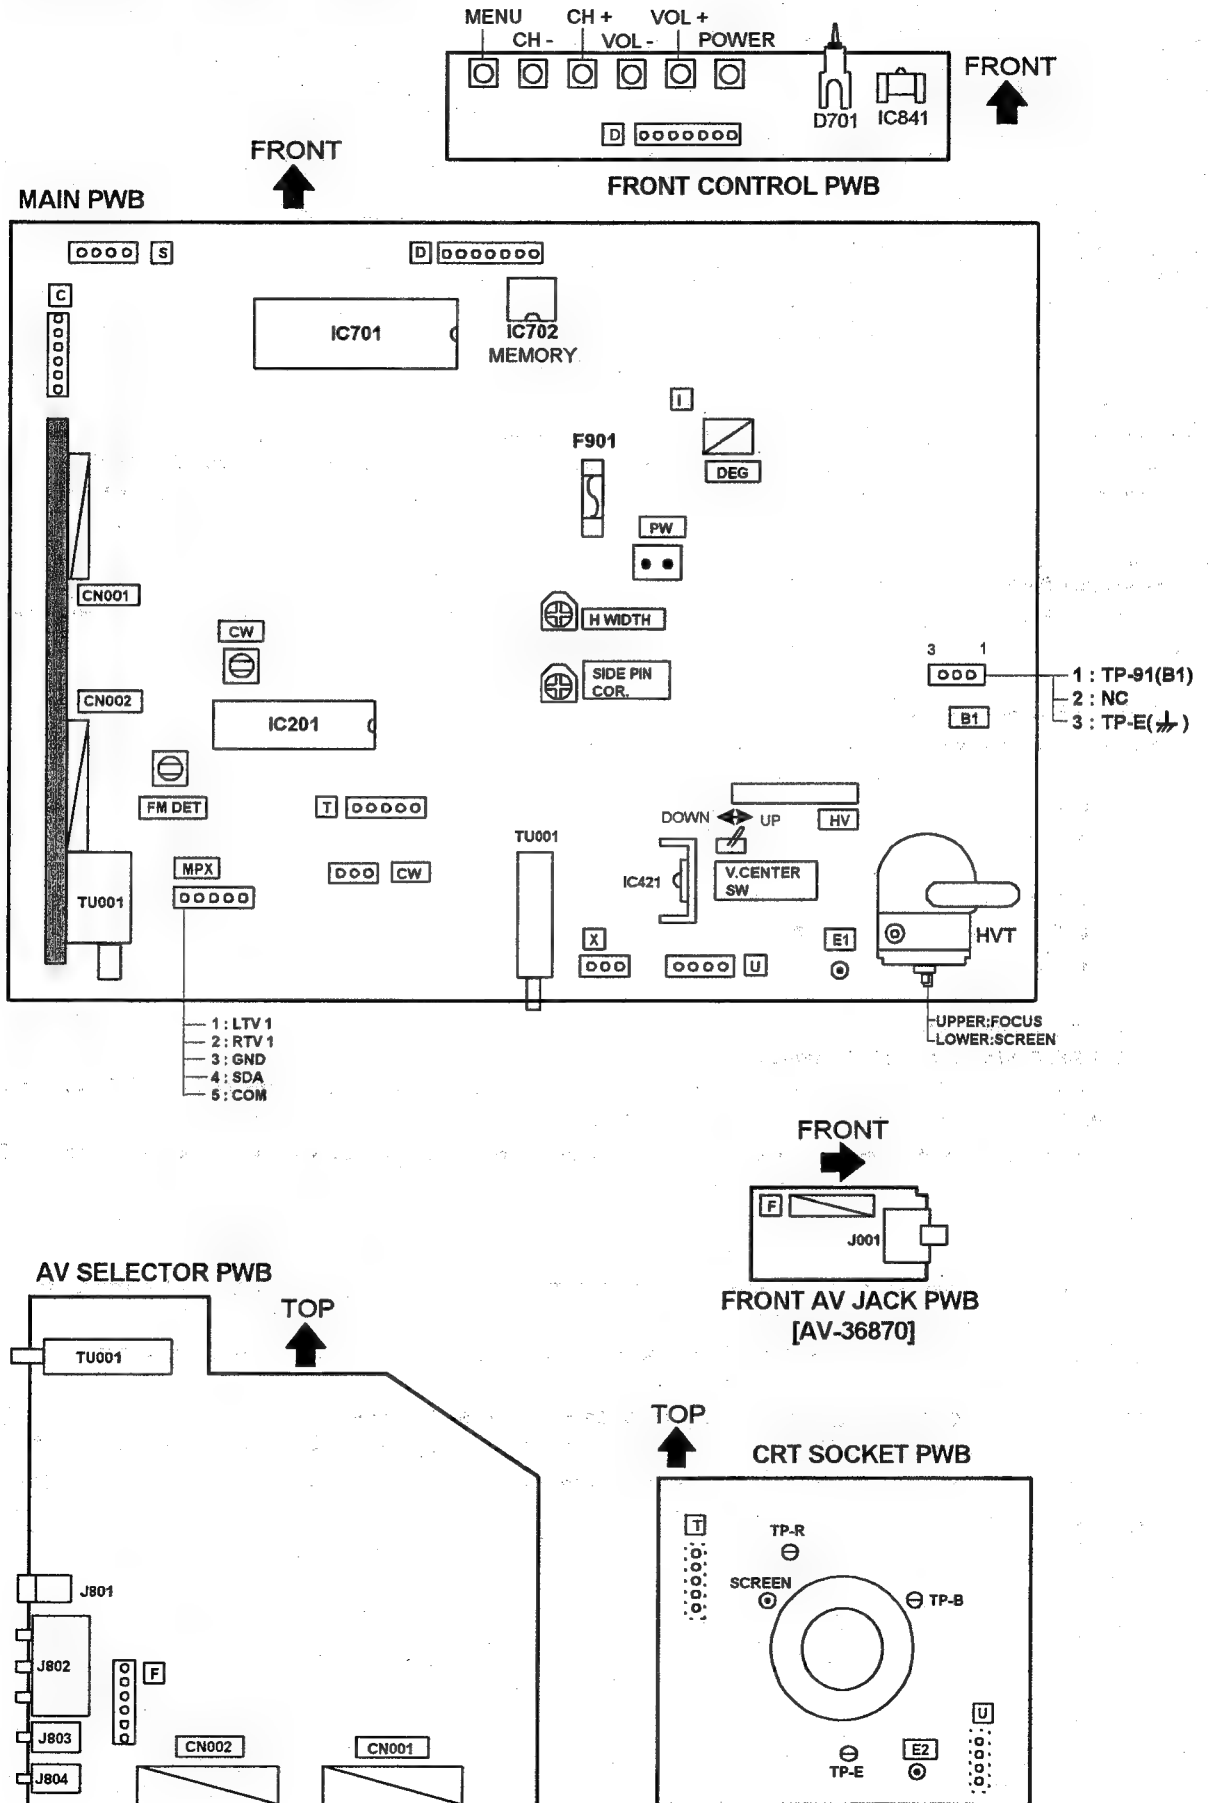 MENU CH + VOL +
CH - VOL - POWER
FRONT
D701 IC841
D
FRONT CONTROL PWB
FRONT
MAIN PWB
S
D
C
IC701
IC702
MEMORY
I
F901
DEG
PW
CN001
H WIDTH
CW
SIDE PIN
COR.
3 1
1 : TP-91(B1)
2 : NC
3 : TP-E( )
B1
CN002
IC201
FM DET
T
DOWN UP
HV
TU001
MPX
CW
IC421
V.CENTER
SW
TU001
X
U
E1
HVT
UPPER:FOCUS
LOWER:SCREEN
1 : LTV 1
2 : RTV 1
3 : GND
4 : SDA
5 : COM
FRONT
F
J001
FRONT AV JACK PWB
[AV-36870]
AV SELECTOR PWB
TOP
TU001
J801
J802
F
J803
J804
CN002
CN001
TOP
CRT SOCKET PWB
T
TP-R
SCREEN
TP-B
U
TP-E
E2